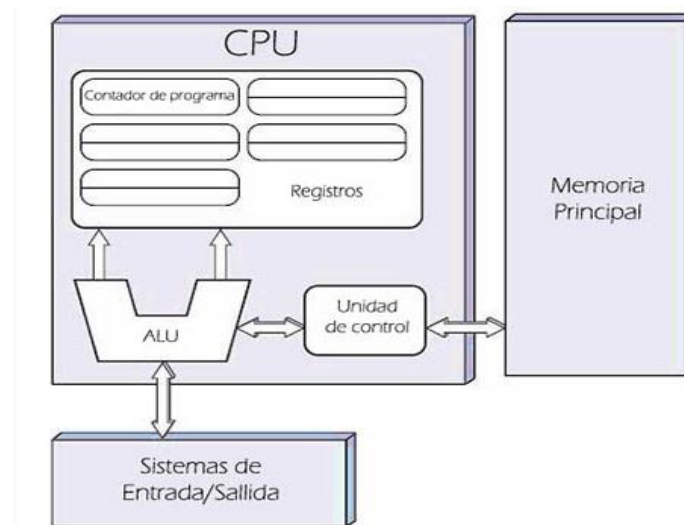 CPU
Contador de programa
Registros
ALU
Unidad
de control
Memoria
Principal
Sistemas de
Entrada/Sallida